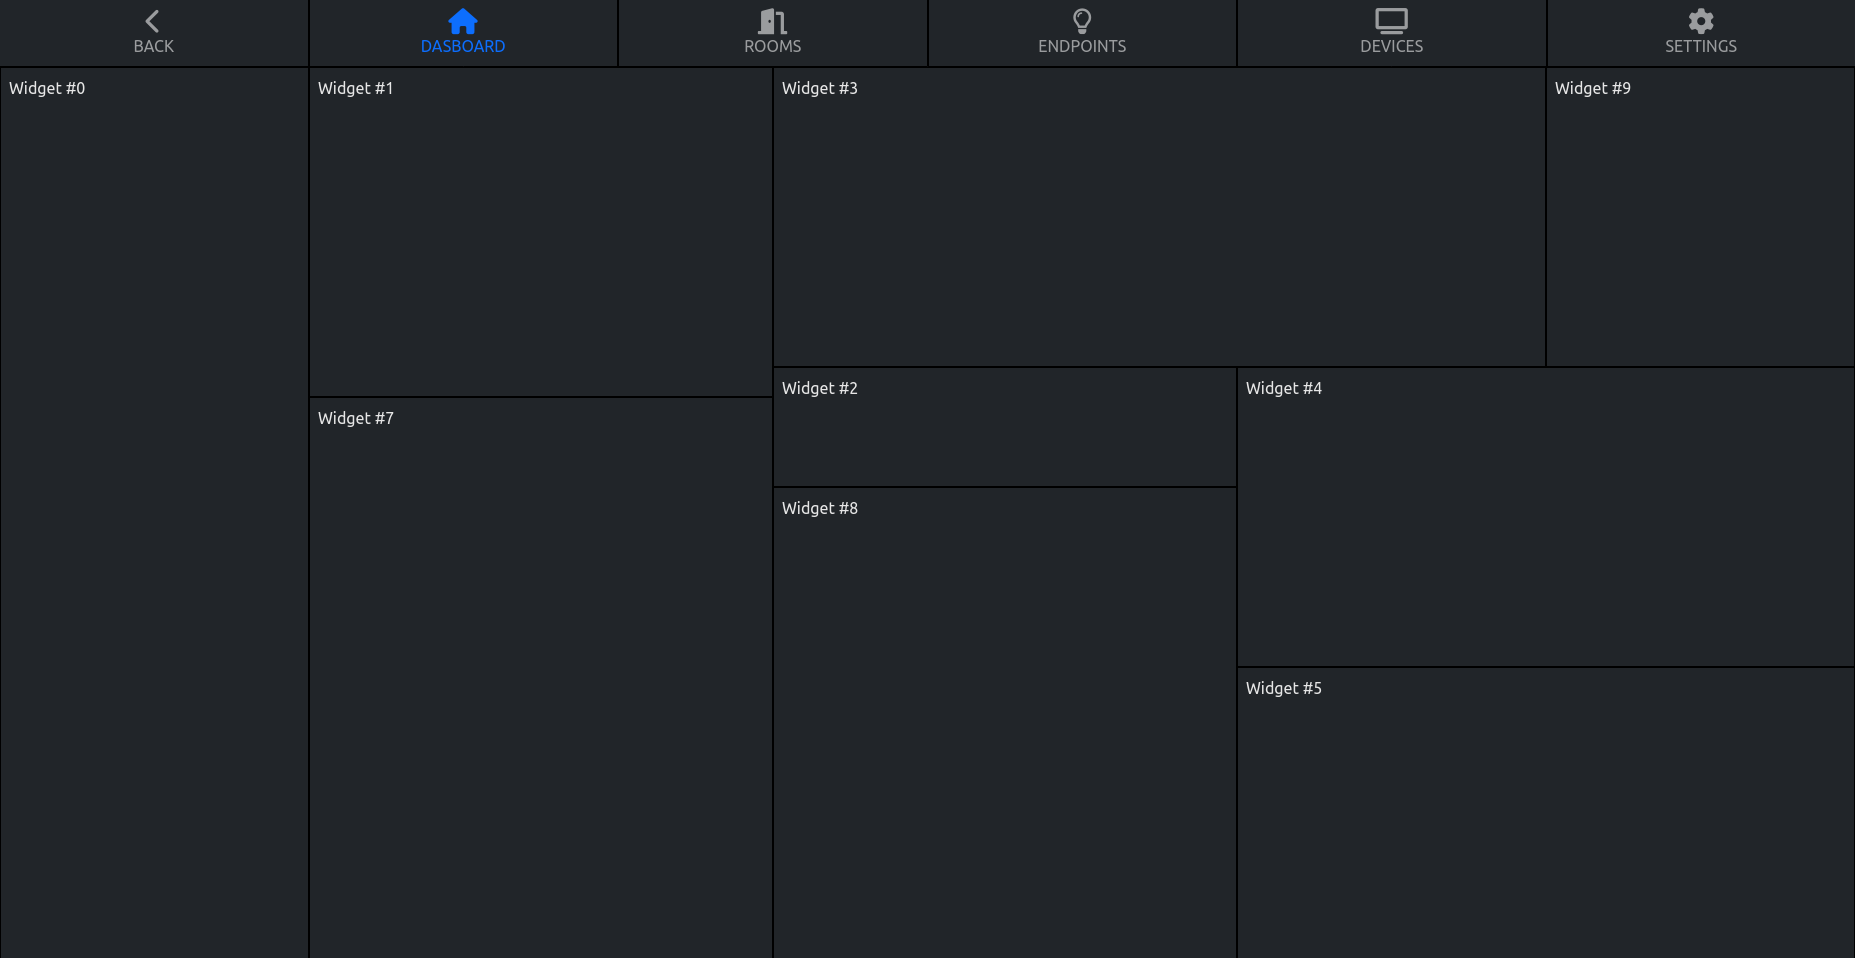 BACK
DASBOARD
ROOMS
ENDPOINTS
DEVICES
SETTINGS
Widget #0
Widget #1
Widget #3
Widget #9
Widget #2
Widget #4
Widget #7
Widget #8
Widget #5